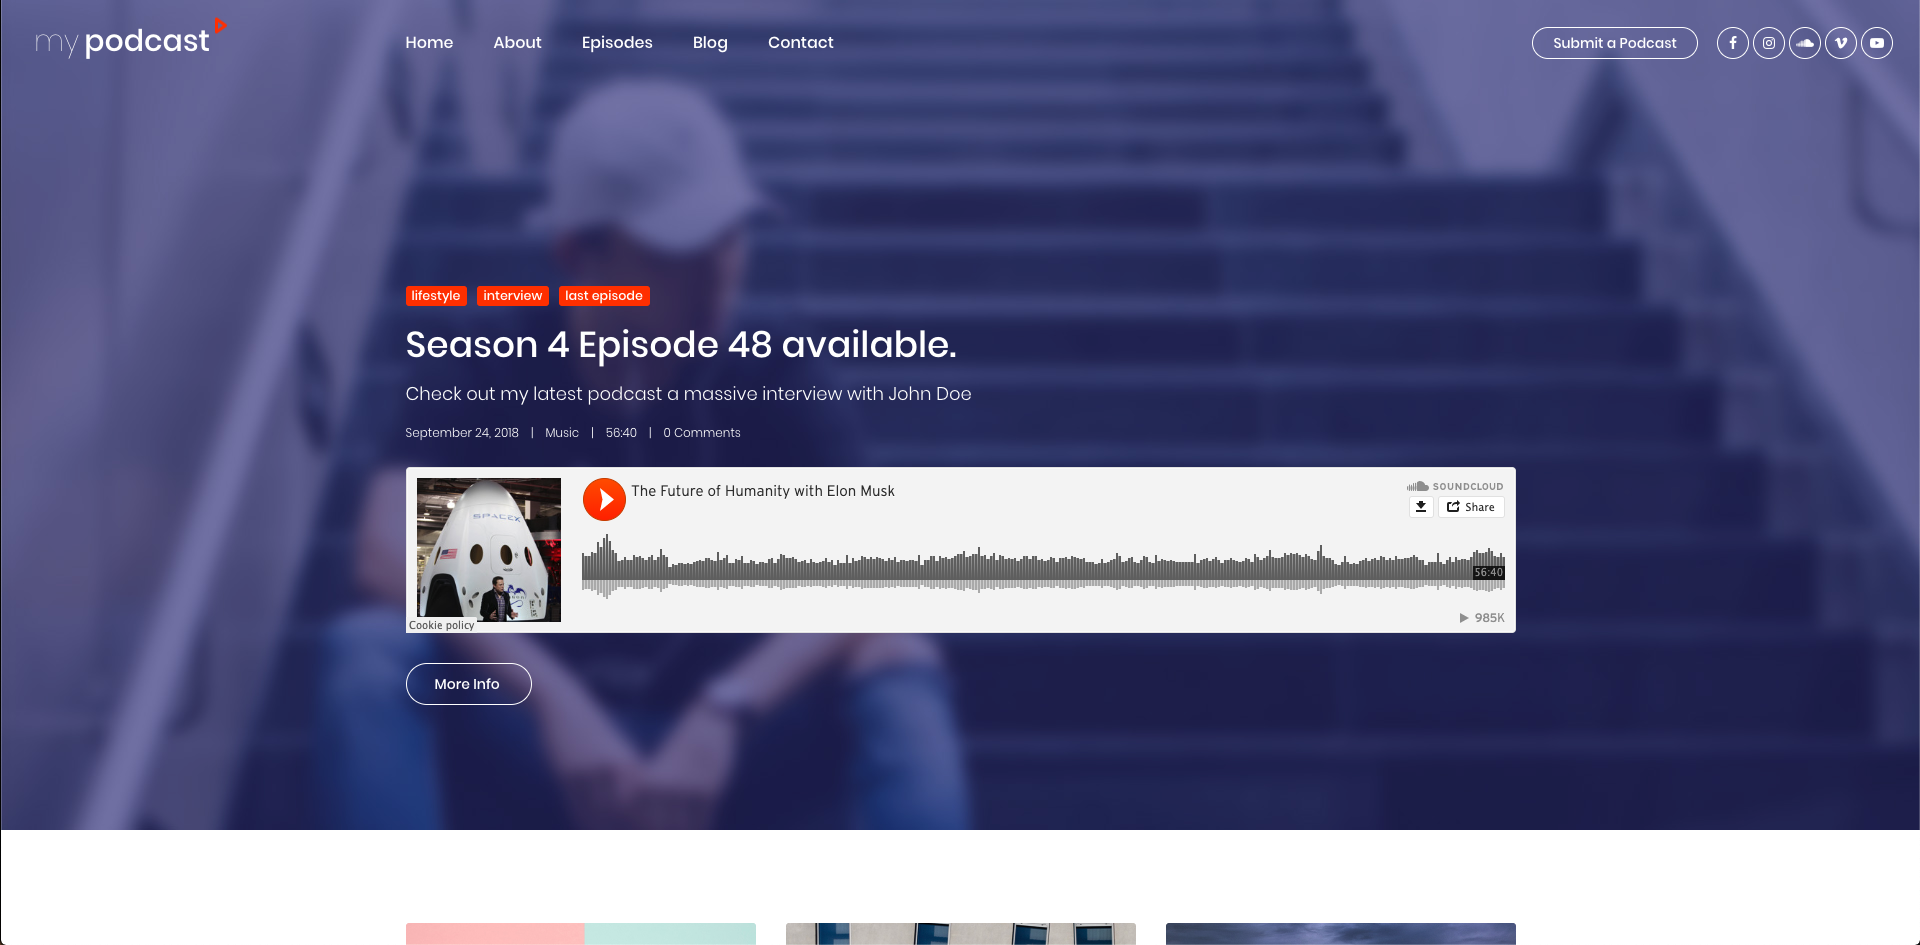 my podcast
Home About Episodes Blog Contact
Submit a Podcast
lifestyle interview last episode
Season 4 Episode 48 available.
Check out my latest podcast a massive interview with John Doe
September 24, 2018 | Music | 56:40 | 0 Comments
The Future of Humanity with Elon Musk
SOUNDCLOUD
Share
SPACEX
56:40
985K
Cookie policy
More Info